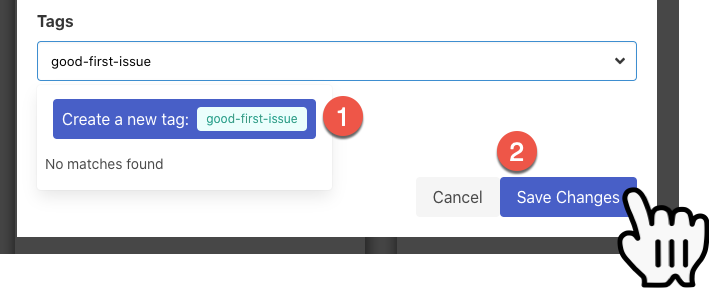 Tags
good-first-issue
Create a new tag: good-first-issue
1
No matches found
2
Cancel
Save Changes